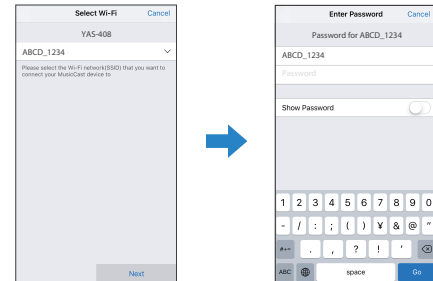 Select Wi-Fi Cancel
YAS-408
ABCD_1234
Please select the Wi-Fi network(SSID) that you want to
connect your MusicCast device to
Next
Enter Password Cancel
Password for ABCD_1234
ABCD_1234
Password
Show Password
1 2 3 4 5 6 7 8 9 0
- / : ; ( ) ¥ & @ "
#+= . , ? ! '
ABC space Go